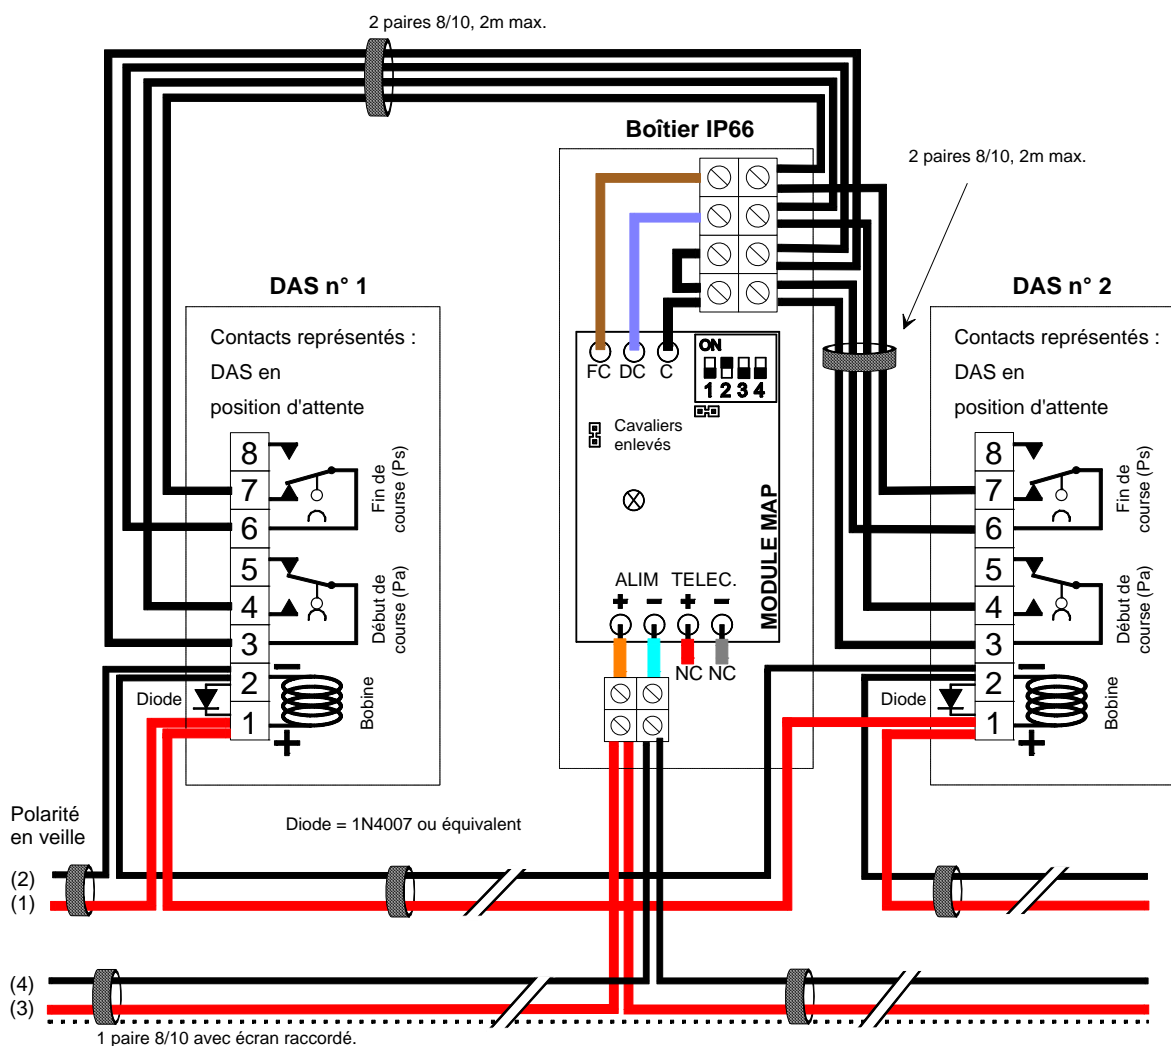 2 paires 8/10, 2m max.
Boîtier IP66
2 paires 8/10, 2m max.
DAS n° 1
DAS n° 2
Contacts représentés :
DAS en
position d'attente
Contacts représentés :
DAS en
position d'attente
ON
1 2 3 4
FC DC C
Cavaliers
enlevés
MODULE MAP
8
7
6
5
4
3
2
1
Fin de
course (Ps)
Début de
course (Pa)
Bobine
Diode
-
+
8
7
6
5
4
3
2
1
Fin de
course (Ps)
Début de
course (Pa)
Bobine
Diode
-
+
ALIM TELEC.
+ - + -
NC NC
Polarité
en veille
Diode = 1N4007 ou équivalent
(2)
(1)
(4)
(3)
1 paire 8/10 avec écran raccordé.